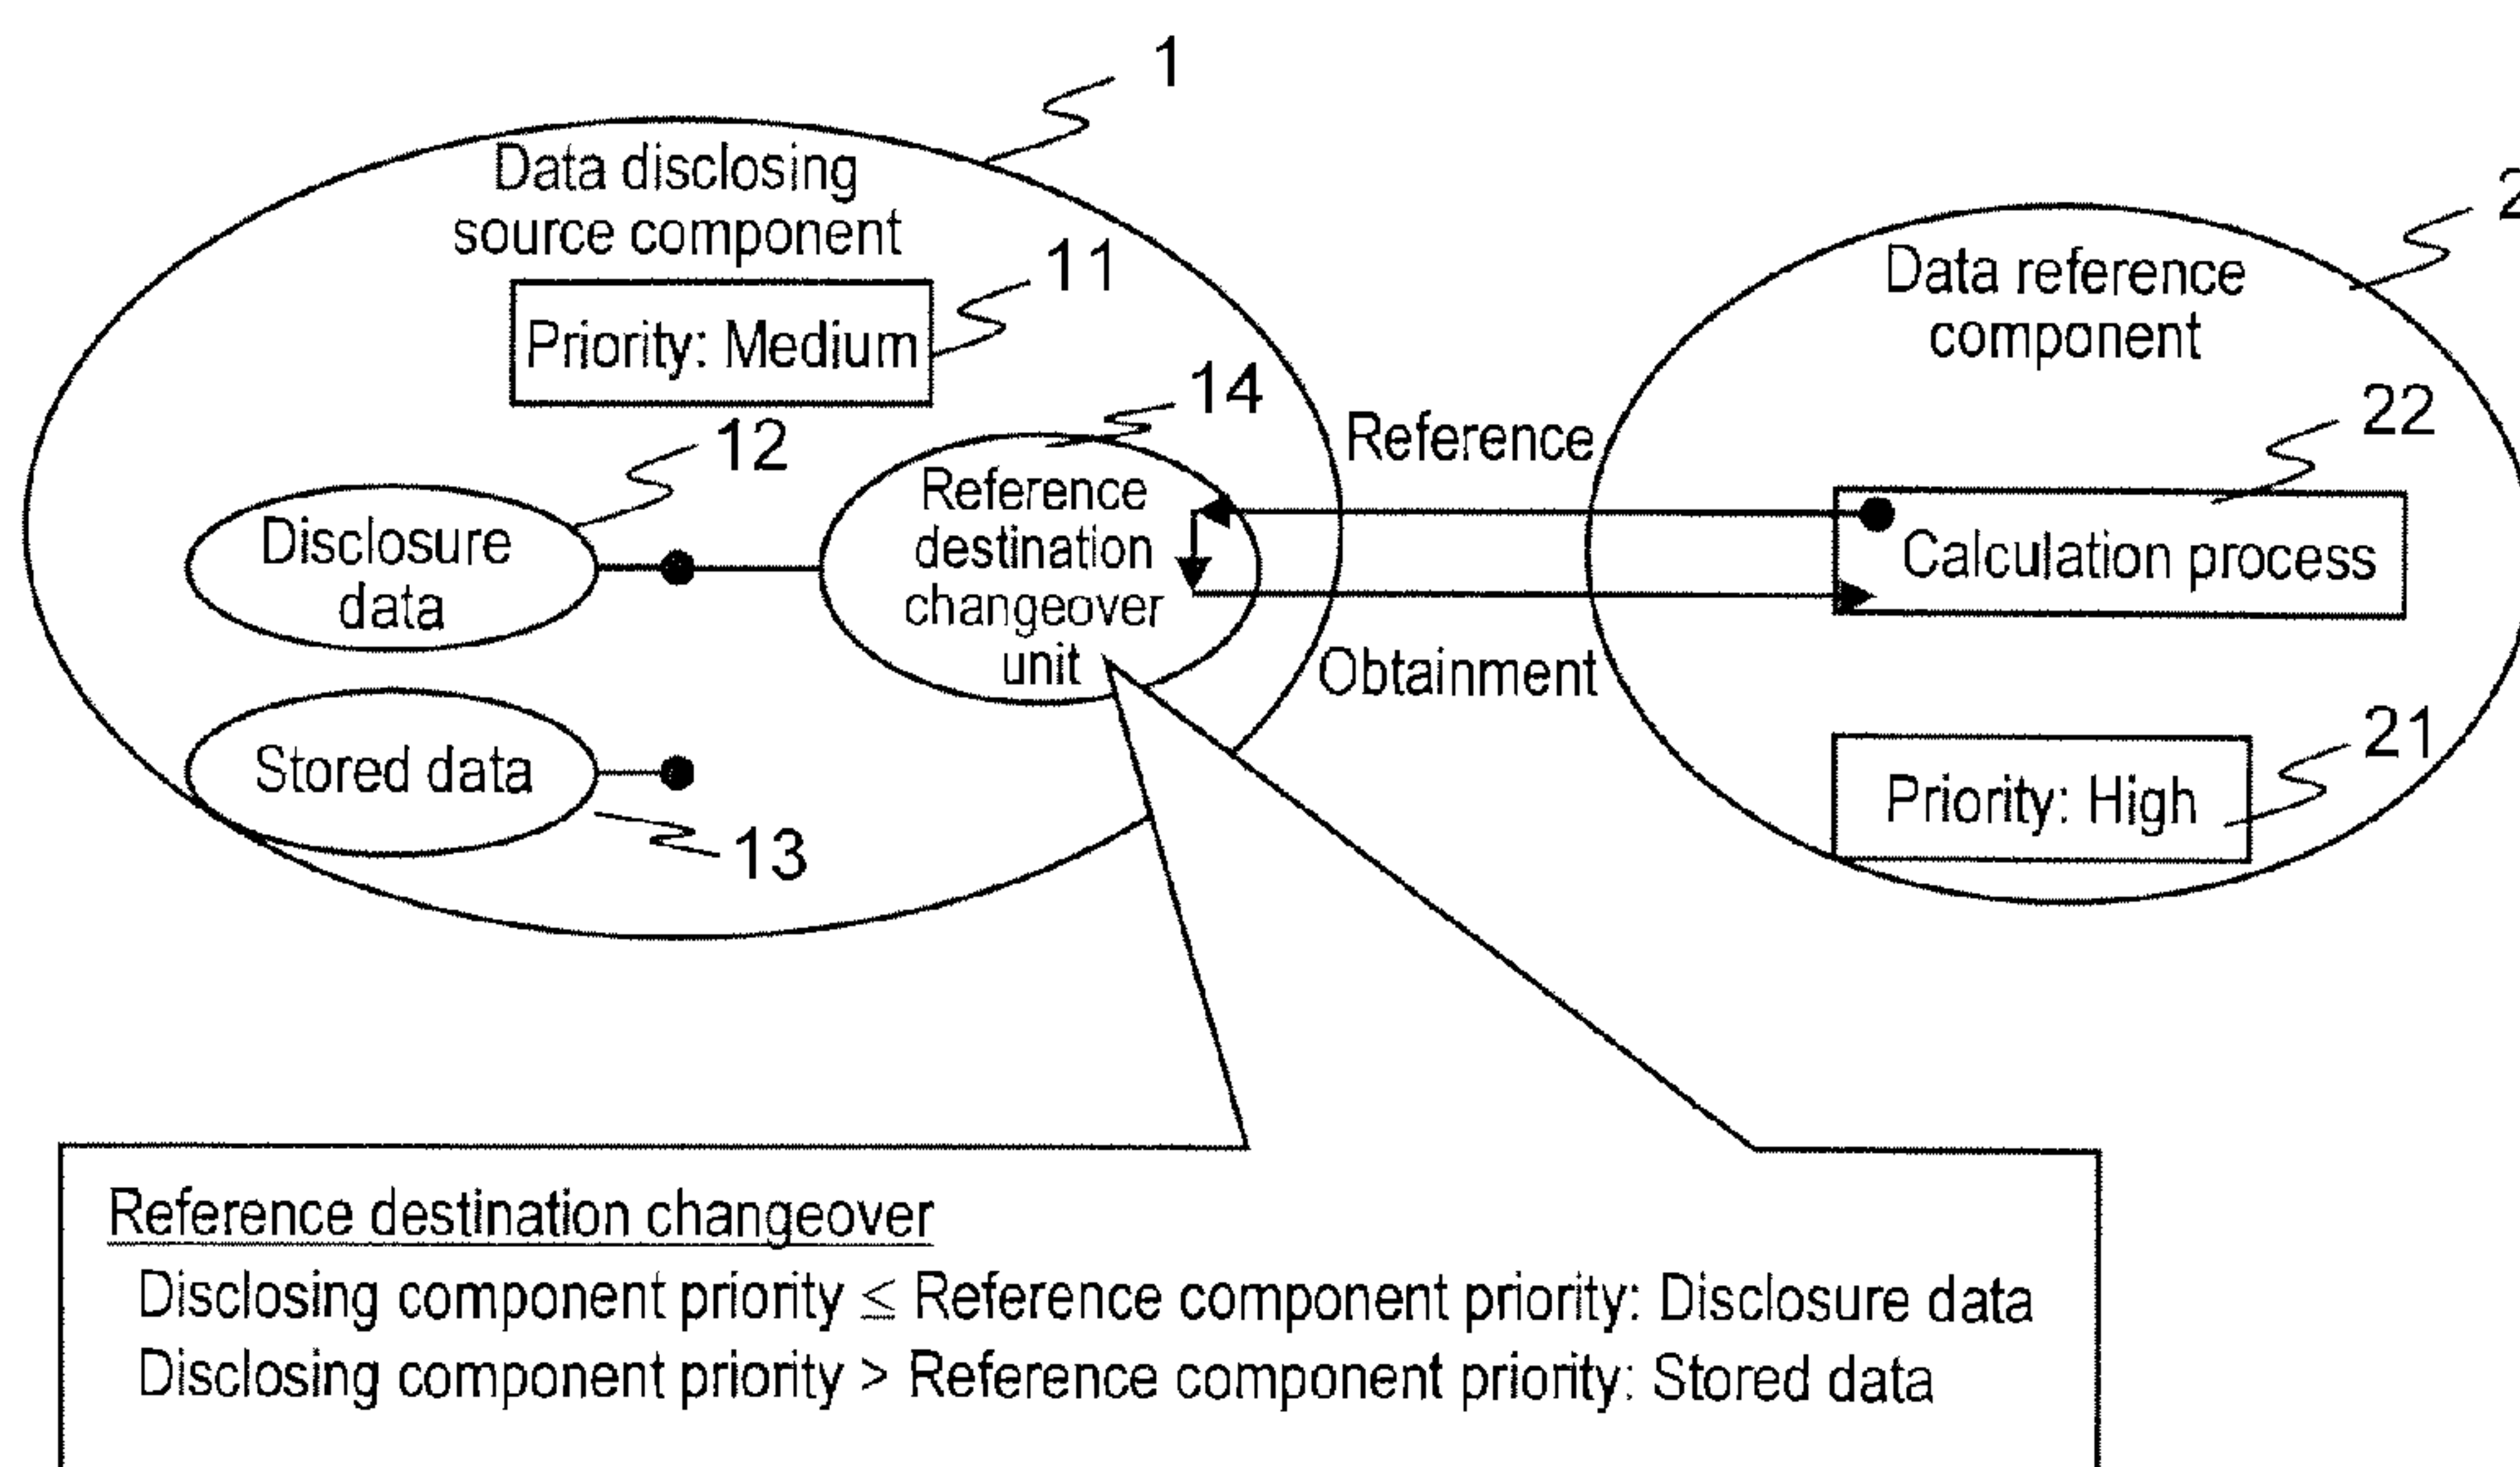 1
Data disclosing
source component
11
Priority: Medium
12
Disclosure
data
14
Reference
destination
changeover
unit
Stored data
13
Reference
Obtainment
2
Data reference
component
22
Calculation process
21
Priority: High
Reference destination changeover
Disclosing component priority ≦ Reference component priority: Disclosure data
Disclosing component priority > Reference component priority: Stored data